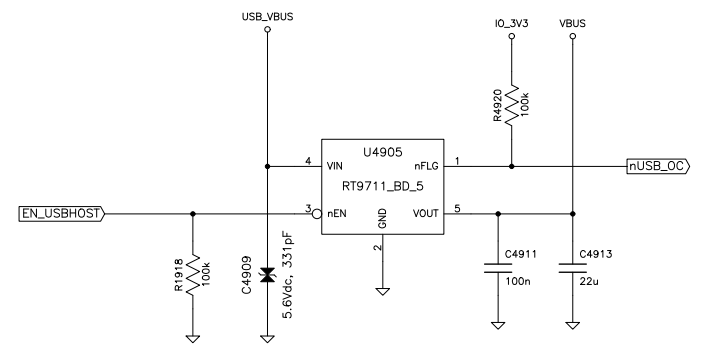 USB_VBUS
IO_3V3
VBUS
R4920
100k
U4905
4
VIN
nFLG
1
nUSB_OC
RT9711_BD_5
EN_USBHOST
3
nEN
GND
VOUT
5
2
R1918
100k
C4909
5.6Vdc, 331pF
C4911
100n
C4913
22u